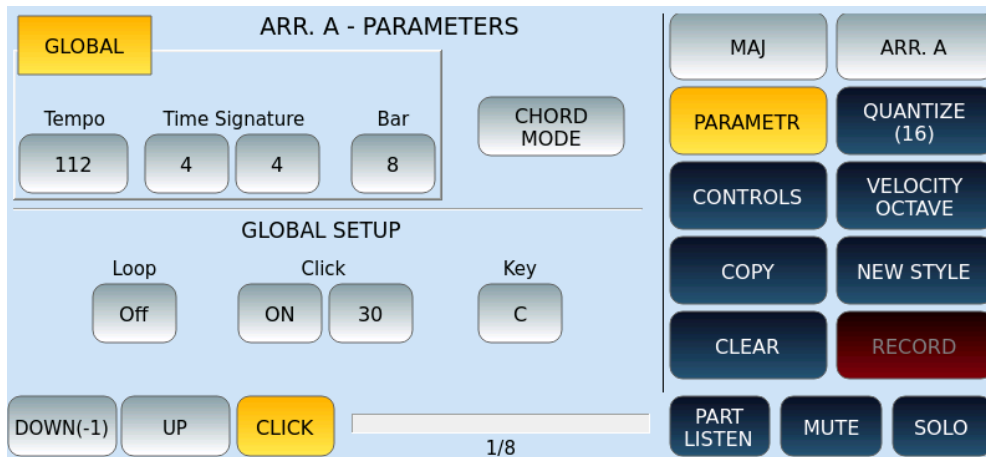 ARR. A - PARAMETERS
GLOBAL
Tempo
Time Signature
Bar
112
4
4
8
CHORD
MODE
GLOBAL SETUP
Loop
Click
Key
Off
ON
30
C
DOWN(-1)
UP
CLICK
1/8
MAJ
ARR. A
PARAMETR
QUANTIZE
(16)
CONTROLS
VELOCITY
OCTAVE
COPY
NEW STYLE
CLEAR
RECORD
PART
LISTEN
MUTE
SOLO